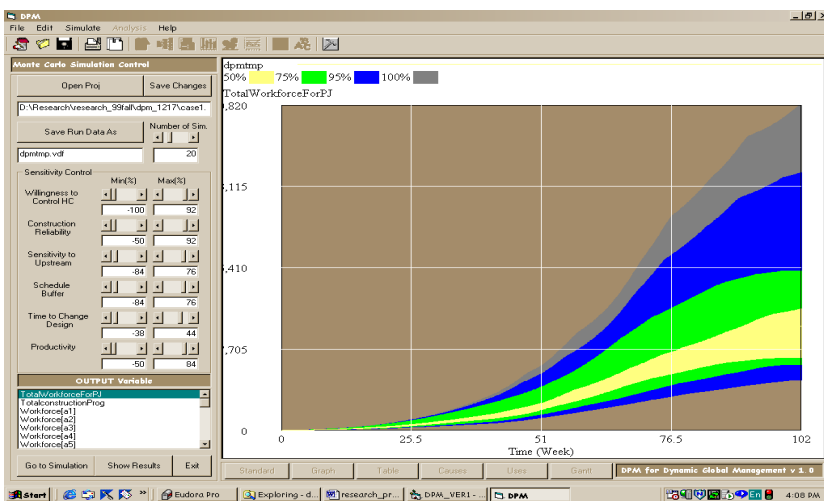 DPM
File Edit Simulate Analysis Help
Monte Carlo Simulation Control
Open Proj Save Changes
D:\Research\research_99fall\dpm_1217\case1.
Save Run Data As Number of Sim.
dpmtmp.vdf 20
Sensitivity Control
Min(%) Max(%)
Willingness to Control HC
-100 92
Construction Reliability
-50 92
Sensitivity to Upstream
-84 76
Schedule Buffer
-84 76
Time to Change Design
-38 44
Productivity
-50 84
OUTPUT Variable
TotalWorkforceForPJ
TotalconstructionProg
Workforce[a1]
Workforce[a2]
Workforce[a3]
Workforce[a4]
Workforce[a5]
Go to Simulation Show Results Exit
dpmtmp
50% 75% 95% 100%
TotalWorkforceForPJ
,820
,115
,410
,705
0
0 25.5 51 76.5 102
Time (Week)
Standard Graph Table Causes Uses Gantt DPM for Dynamic Global Management v 1. 0
Start Eudora Pro Exploring - d... research_pr... DPM_VER1 - ... DPM En 4:08 PM